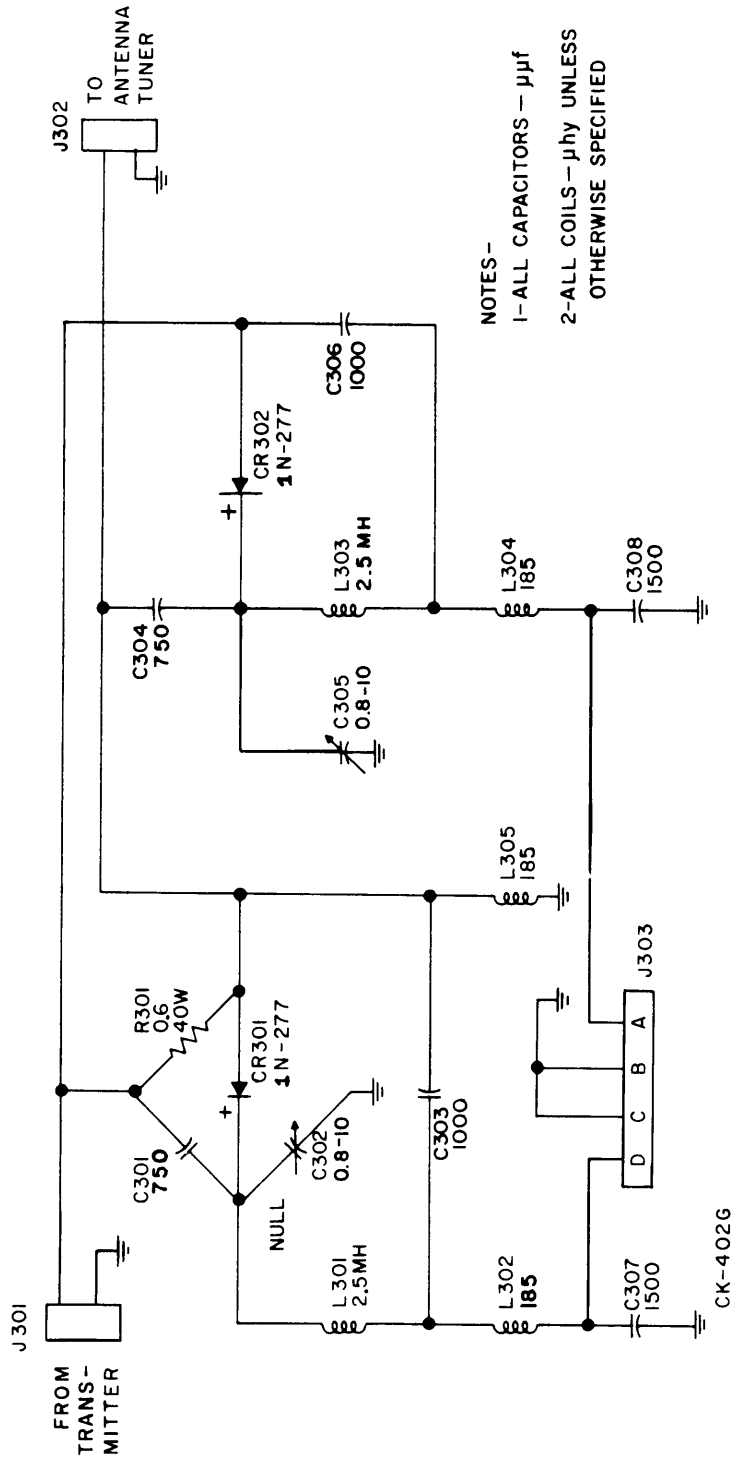 J301
FROM
TRANS-
MITTER
J302
TO
ANTENNA
TUNER
R301
0.6
40W
C301
750
CR301
1N-277
+
C302
0.8-10
NULL
L301
2.5MH
C303
1000
L302
185
C307
1500
L305
185
C304
750
CR302
1N-277
+
C306
1000
L303
2.5 MH
C305
0.8-10
L304
185
C308
1500
D C B A
J303
NOTES-
1-ALL CAPACITORS - μμf
2-ALL COILS-μhy UNLESS
OTHERWISE SPECIFIED
CK-402G